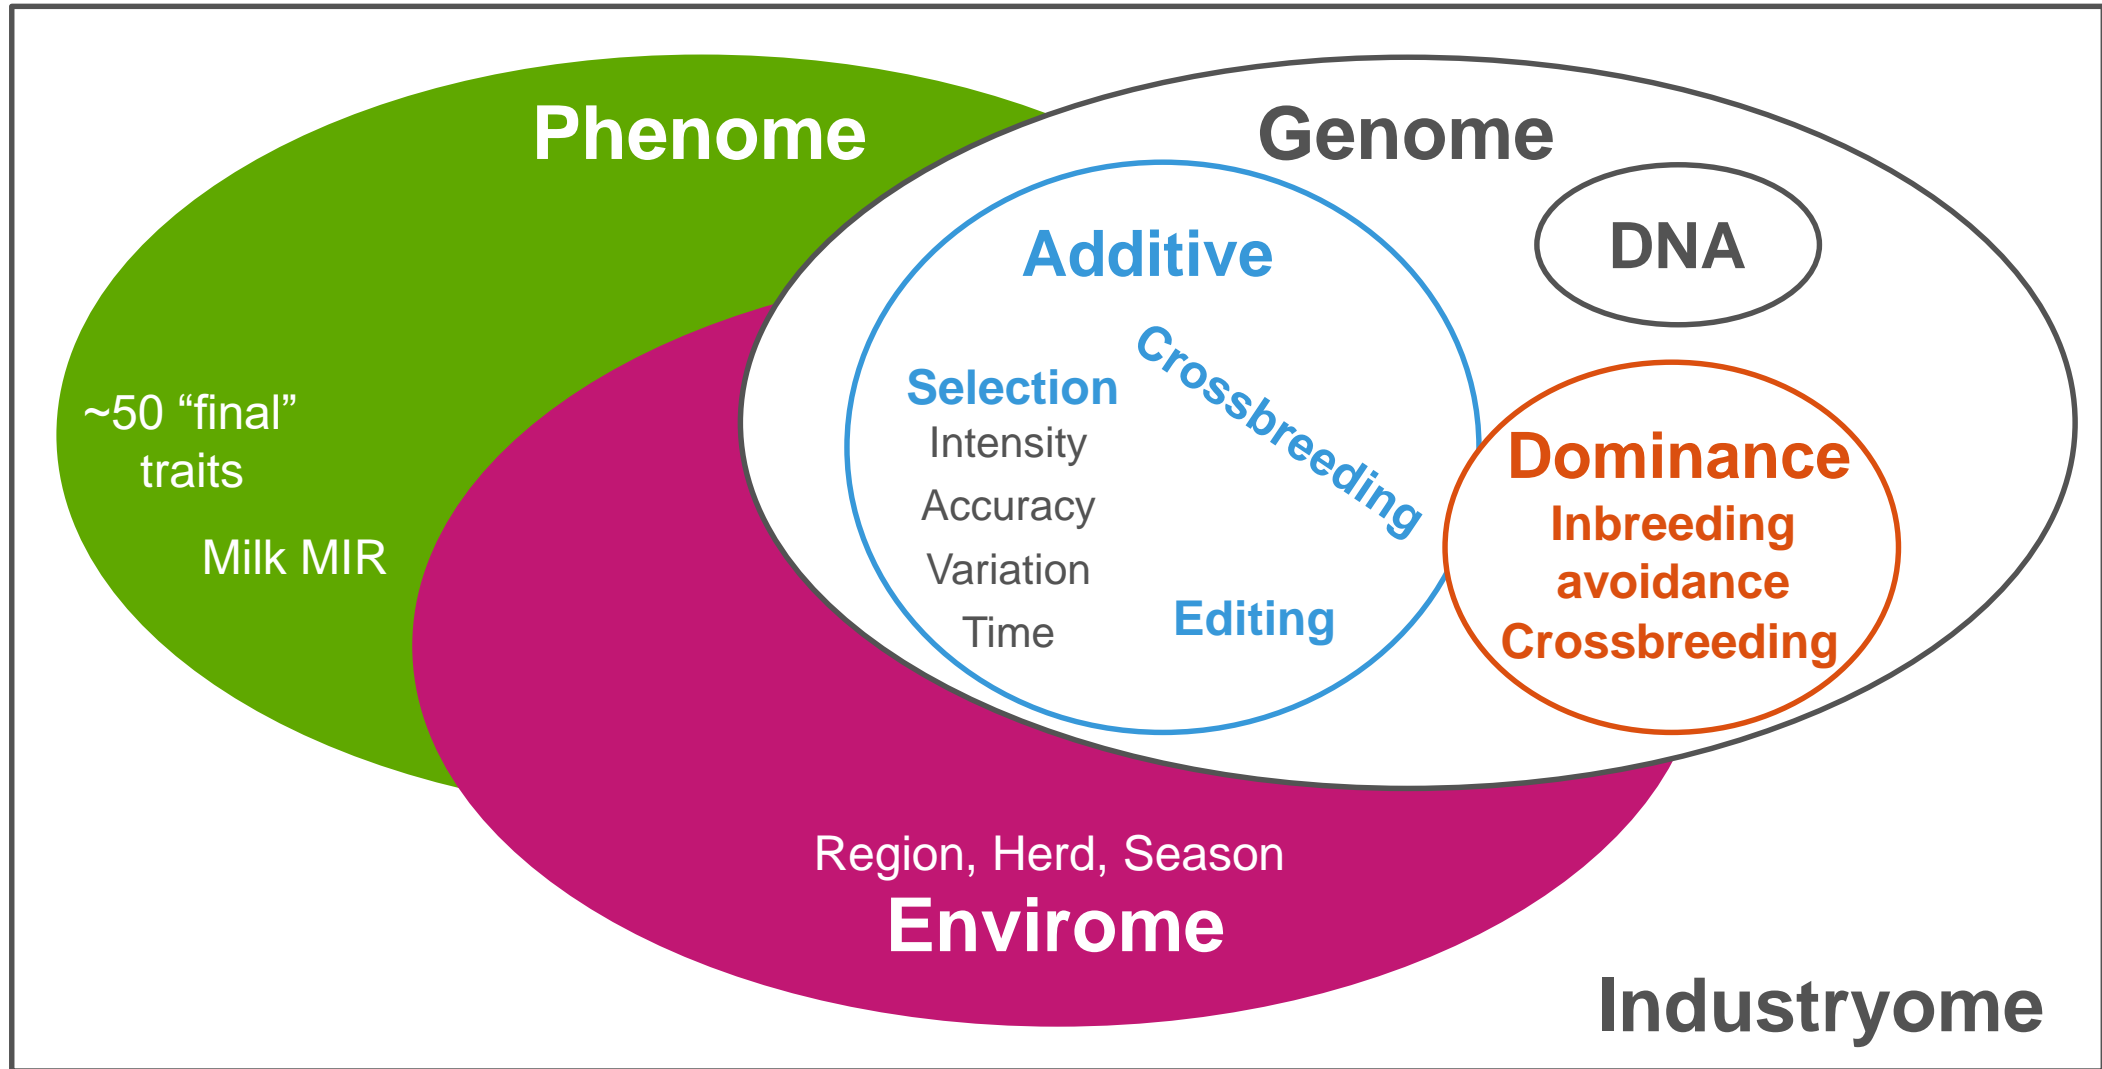 Phenome
Genome
DNA
Additive
Crossbreeding
Selection
Intensity
Accuracy
Variation
Time
Editing
Dominance
Inbreeding
avoidance
Crossbreeding
~50 “final”
traits
Milk MIR
Region, Herd, Season
Envirome
Industryome